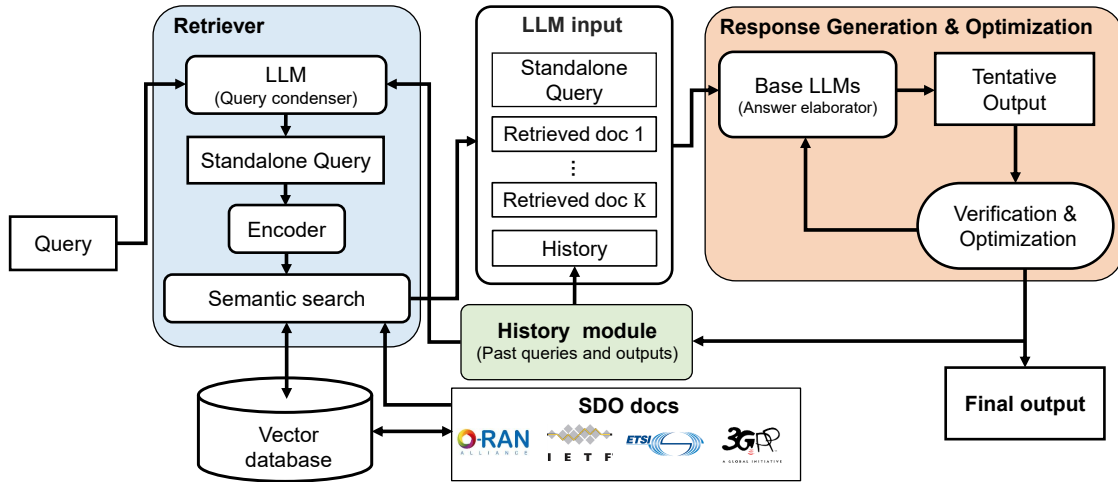 Retriever
LLM
(Query condenser)
Standalone Query
Encoder
Semantic search
Query
Vector
database
LLM input
Standalone
Query
Retrieved doc 1
⋮
Retrieved doc K
History
History module
(Past queries and outputs)
SDO docs
O-RAN
ALLIANCE
IETF
ETSI
3GPP
A GLOBAL INITIATIVE
Response Generation & Optimization
Base LLMs
(Answer elaborator)
Tentative
Output
Verification &
Optimization
Final output